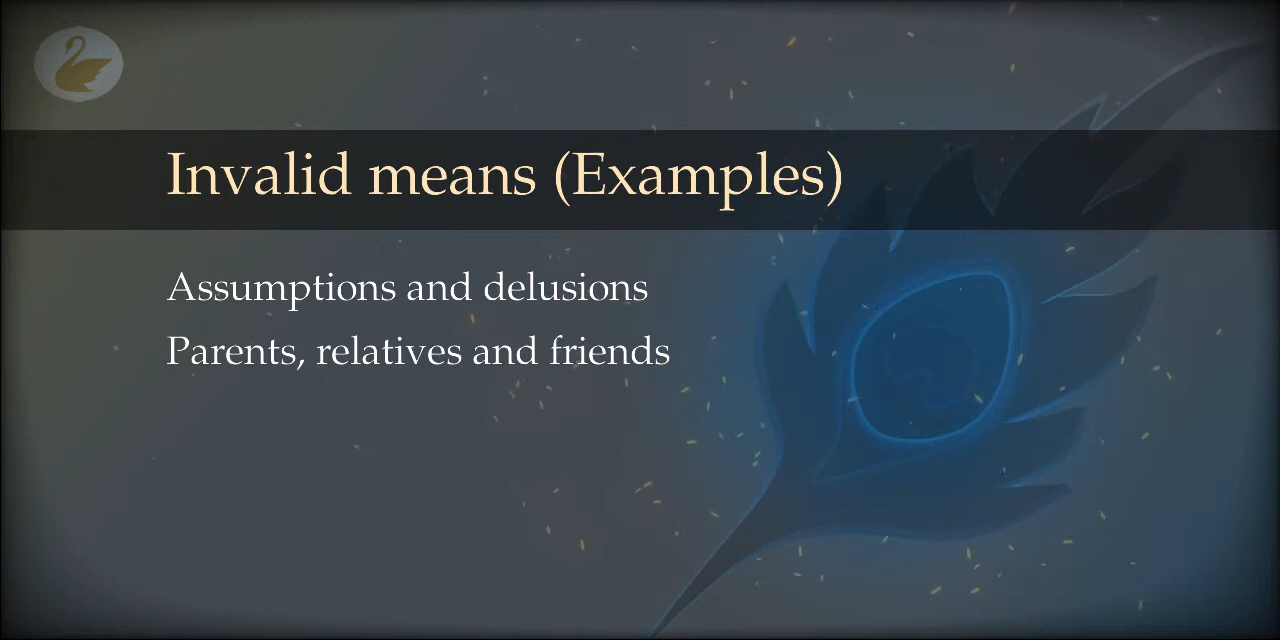 Invalid means (Examples)
Assumptions and delusions
Parents, relatives and friends